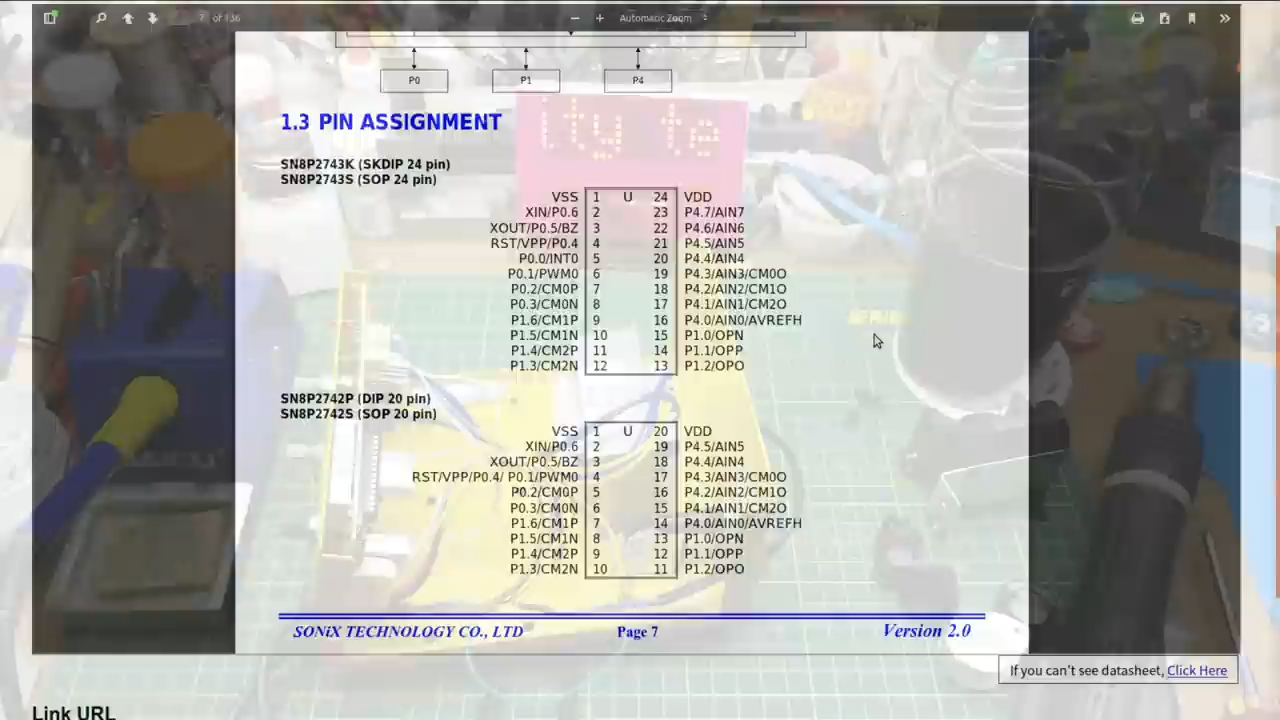 7 of 136
Automatic Zoom
P0 P1 P4
1.3 PIN ASSIGNMENT
SN8P2743K (SKDIP 24 pin)
SN8P2743S (SOP 24 pin)
VSS 1 U 24 VDD
XIN/P0.6 2 23 P4.7/AIN7
XOUT/P0.5/BZ 3 22 P4.6/AIN6
RST/VPP/P0.4 4 21 P4.5/AIN5
P0.0/INT0 5 20 P4.4/AIN4
P0.1/PWM0 6 19 P4.3/AIN3/CM0O
P0.2/CM0P 7 18 P4.2/AIN2/CM1O
P0.3/CM0N 8 17 P4.1/AIN1/CM2O
P1.6/CM1P 9 16 P4.0/AIN0/AVREFH
P1.5/CM1N 10 15 P1.0/OPN
P1.4/CM2P 11 14 P1.1/OPP
P1.3/CM2N 12 13 P1.2/OPO
SN8P2742P (DIP 20 pin)
SN8P2742S (SOP 20 pin)
VSS 1 U 20 VDD
XIN/P0.6 2 19 P4.5/AIN5
XOUT/P0.5/BZ 3 18 P4.4/AIN4
RST/VPP/P0.4/ P0.1/PWM0 4 17 P4.3/AIN3/CM0O
P0.2/CM0P 5 16 P4.2/AIN2/CM1O
P0.3/CM0N 6 15 P4.1/AIN1/CM2O
P1.6/CM1P 7 14 P4.0/AIN0/AVREFH
P1.5/CM1N 8 13 P1.0/OPN
P1.4/CM2P 9 12 P1.1/OPP
P1.3/CM2N 10 11 P1.2/OPO
SONiX TECHNOLOGY CO., LTD Page 7 Version 2.0
If you can't see datasheet, Click Here
Link URL
ity te